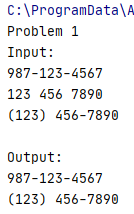 C:\ProgramData\A
Problem 1
Input:
987-123-4567
123 456 7890
(123) 456-7890

Output:
987-123-4567
(123) 456-7890